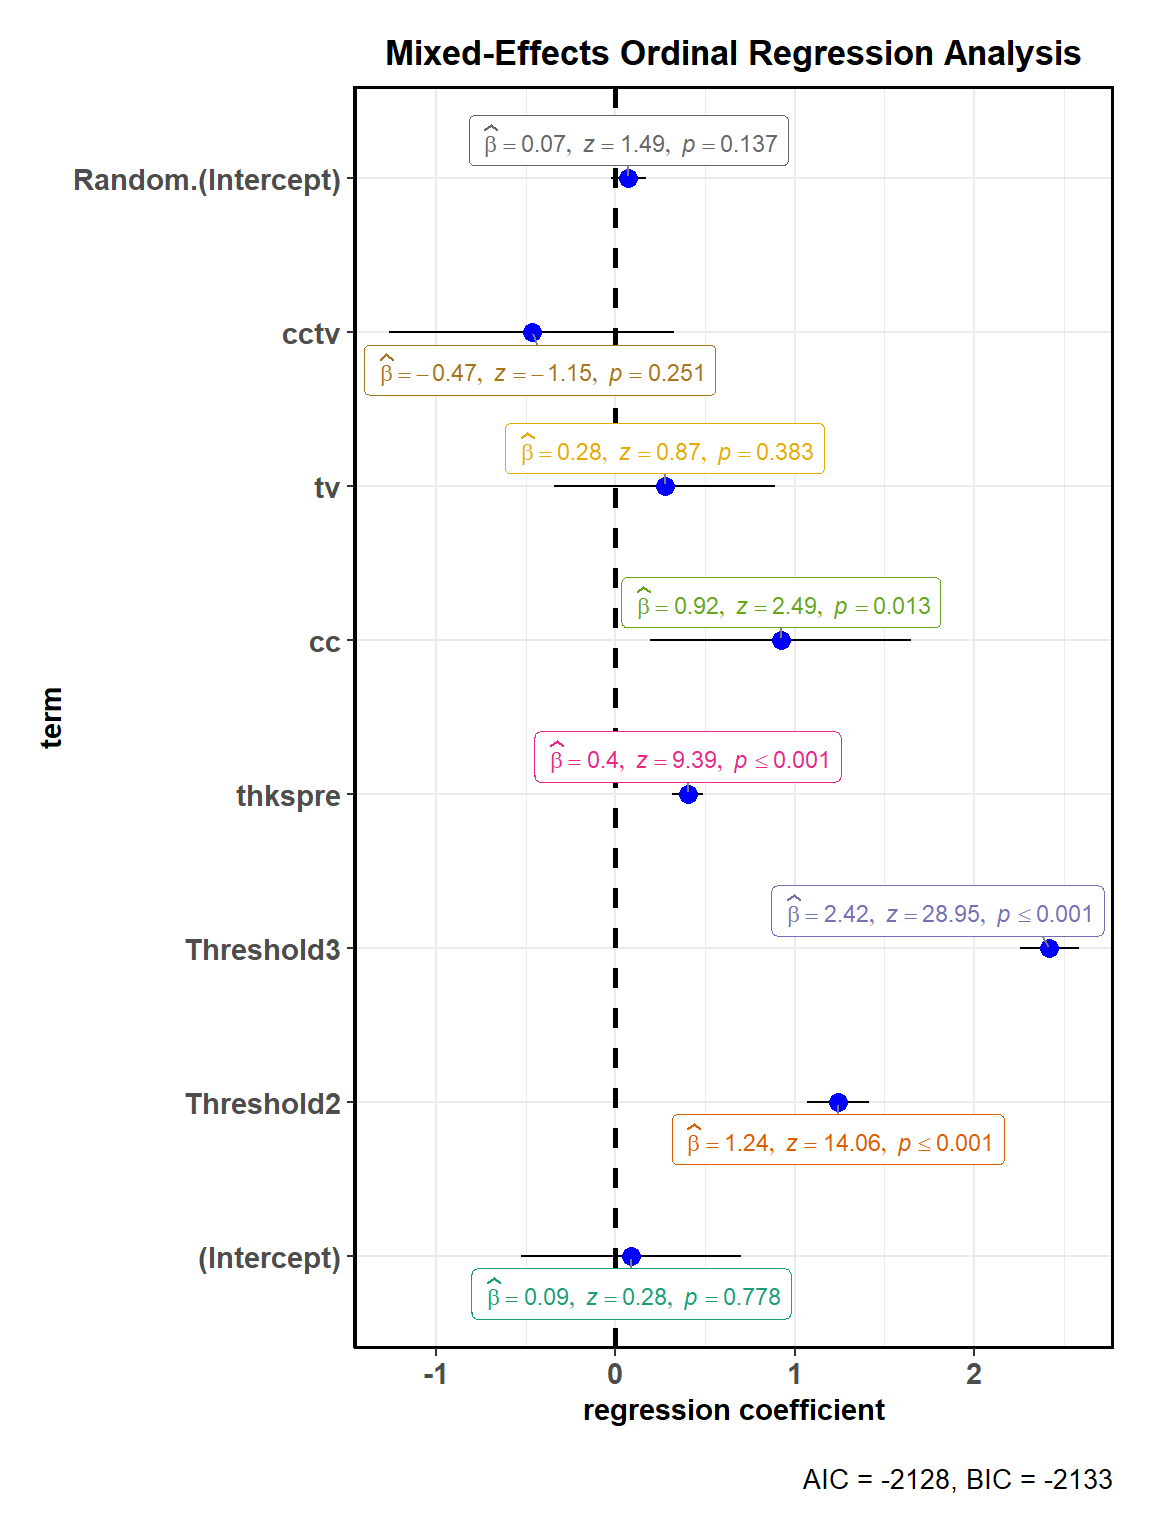 Mixed-Effects Ordinal Regression Analysis
β̂ = 0.07, z = 1.49, p = 0.137
Random.(Intercept)
cctv
β̂ = −0.47, z = −1.15, p = 0.251
β̂ = 0.28, z = 0.87, p = 0.383
tv
β̂ = 0.92, z = 2.49, p = 0.013
cc
term
β̂ = 0.4, z = 9.39, p ≤ 0.001
thkspre
β̂ = 2.42, z = 28.95, p ≤ 0.001
Threshold3
Threshold2
β̂ = 1.24, z = 14.06, p ≤ 0.001
(Intercept)
β̂ = 0.09, z = 0.28, p = 0.778
-1 0 1 2
regression coefficient
AIC = -2128, BIC = -2133